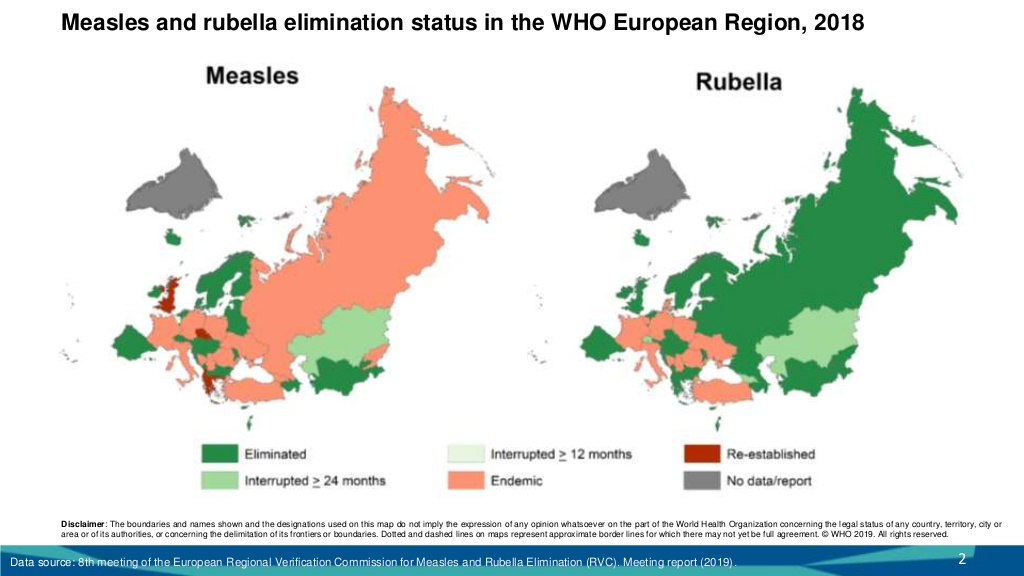 Measles and rubella elimination status in the WHO European Region, 2018
Measles
Rubella
Eliminated
Interrupted ≥ 12 months
Re-established
Interrupted ≥ 24 months
Endemic
No data/report
Disclaimer: The boundaries and names shown and the designations used on this map do not imply the expression of any opinion whatsoever on the part of the World Health Organization concerning the legal status of any country, territory, city or
area or of its authorities, or concerning the delimitation of its frontiers or boundaries. Dotted and dashed lines on maps represent approximate border lines for which there may not yet be full agreement. © WHO 2019. All rights reserved.
Data source: 8th meeting of the European Regional Verification Commission for Measles and Rubella Elimination (RVC). Meeting report (2019).
2